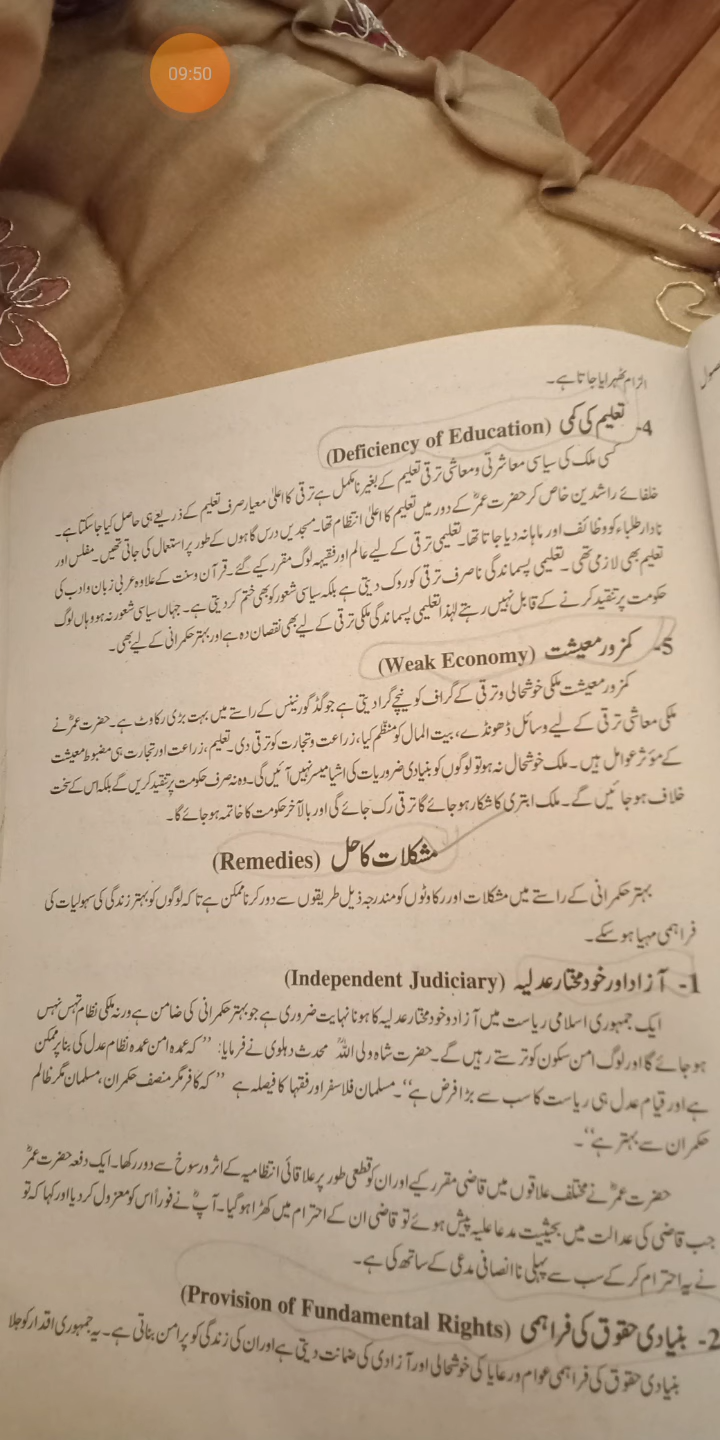 09:50
الزام ٹھہرایا جاتا ہے۔
صول
4- تعلیم کی کمی (Deficiency of Education)
کسی ملک کی سیاسی معاشرتی و معاشی ترقی تعلیم کے بغیر نامکمل ہے ترقی کا اعلیٰ معیار صرف تعلیم کے ذریعے ہی حاصل کیا جا سکتا ہے۔
خلفائے راشدین خاص کر حضرت عمرؓ کے دور میں تعلیم کا اعلیٰ انتظام تھا۔ مسجدیں درس گاہوں کے طور پر استعمال کی جاتی تھیں۔ مفلس اور
نادار طلباء کو وظائف اور ماہانہ دیا جاتا تھا۔ تعلیمی ترقی کے لیے عالم اور فقیہہ لوگ مقرر کیے گئے۔ قرآن و سنت کے علاوہ عربی زبان و ادب کی
تعلیم بھی لازمی تھی۔ تعلیمی پسماندگی نا صرف ترقی کو روک دیتی ہے بلکہ سیاسی شعور کو بھی ختم کر دیتی ہے۔ جہاں سیاسی شعور نہ ہو وہاں لوگ
حکومت پر تنقید کرنے کے قابل نہیں رہتے لہٰذا تعلیمی پسماندگی ملکی ترقی کے لیے بھی نقصان دہ ہے اور بہتر حکمرانی کے لیے بھی۔
5- کمزور معیشت (Weak Economy)
کمزور معیشت ملکی خوشحالی و ترقی کے گراف کو نیچے گرا دیتی ہے جو گڈ گورنینس کے راستے میں بہت بڑی رکاوٹ ہے۔ حضرت عمرؓ نے
ملکی معاشی ترقی کے لیے وسائل ڈھونڈے، بیت المال کو منظّم کیا، زراعت و تجارت کو ترقی دی۔ تعلیم، زراعت اور تجارت ہی مضبوط معیشت
کے مؤثر عوامل ہیں۔ ملک خوشحال نہ ہو تو لوگوں کو بنیادی ضروریات کی اشیا میسر نہیں آئیں گی۔ وہ نہ صرف حکومت پر تنقید کریں گے بلکہ اس کے سخت
خلاف ہو جائیں گے۔ ملک ابتری کا شکار ہو جائے گا ترقی رک جائے گی اور بالآخر حکومت کا خاتمہ ہو جائے گا۔
مشکلات کا حل (Remedies)
بہتر حکمرانی کے راستے میں مشکلات اور رکاوٹوں کو مندرجہ ذیل طریقوں سے دور کرنا ممکن ہے تاکہ لوگوں کو بہتر زندگی کی سہولیات کی
فراہمی مہیا ہو سکے۔
1- آزاد اور خود مختار عدلیہ (Independent Judiciary)
ایک جمہوری اسلامی ریاست میں آزاد و خود مختار عدلیہ کا ہونا نہایت ضروری ہے جو بہتر حکمرانی کی ضامن ہے ورنہ ملکی نظام تہس نہس
ہو جائے گا اور لوگ امن سکون کو ترستے رہیں گے۔ حضرت شاہ ولی اللہؒ محدث دہلوی نے فرمایا: ”کہ عمدہ امن عمدہ نظام عدل کی بنا پر ممکن
ہے اور قیام عدل ہی ریاست کا سب سے بڑا فرض ہے“۔ مسلمان فلاسفر اور فقہا کا فیصلہ ہے ”کہ کافر مگر منصف حکمران، مسلمان مگر ظالم
حکمران سے بہتر ہے“۔
حضرت عمرؓ نے مختلف علاقوں میں قاضی مقرر کیے اور ان کو قطعی طور پر علاقائی انتظامیہ کے اثر و رسوخ سے دور رکھا۔ ایک دفعہ حضرت عمرؓ
جب قاضی کی عدالت میں بحیثیت مدعا علیہ پیش ہوئے تو قاضی ان کے احترام میں کھڑا ہو گیا۔ آپؓ نے فوراً اس کو معزول کر دیا اور کہا کہ تو
نے یہ احترام کر کے سب سے پہلی ناانصافی مدعی کے ساتھ کی ہے۔
2- بنیادی حقوق کی فراہمی (Provision of Fundamental Rights)
بنیادی حقوق کی فراہمی عوام و رعایا کی خوشحالی اور آزادی کی ضمانت دیتی ہے اور ان کی زندگی کو پرامن بناتی ہے۔ یہ جمہوری اقدار کو جلا